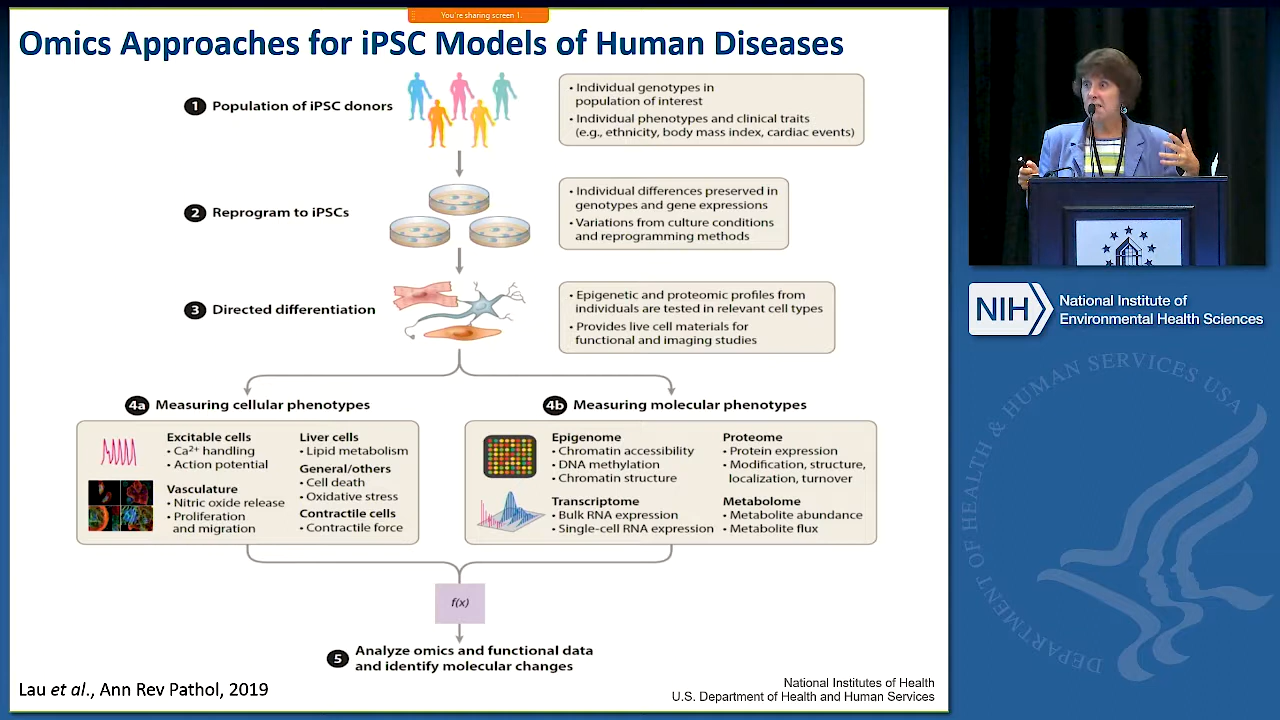 You're sharing screen 1.
Omics Approaches for iPSC Models of Human Diseases
1 Population of iPSC donors
• Individual genotypes in
population of interest
• Individual phenotypes and clinical traits
(e.g., ethnicity, body mass index, cardiac events)
2 Reprogram to iPSCs
• Individual differences preserved in
genotypes and gene expressions
• Variations from culture conditions
and reprogramming methods
3 Directed differentiation
• Epigenetic and proteomic profiles from
individuals are tested in relevant cell types
• Provides live cell materials for
functional and imaging studies
4a Measuring cellular phenotypes
Excitable cells
• Ca²⁺ handling
• Action potential
Vasculature
• Nitric oxide release
• Proliferation
and migration
Liver cells
• Lipid metabolism
General/others
• Cell death
• Oxidative stress
Contractile cells
• Contractile force
4b Measuring molecular phenotypes
Epigenome
• Chromatin accessibility
• DNA methylation
• Chromatin structure
Transcriptome
• Bulk RNA expression
• Single-cell RNA expression
Proteome
• Protein expression
• Modification, structure,
localization, turnover
Metabolome
• Metabolite abundance
• Metabolite flux
f(x)
5 Analyze omics and functional data
and identify molecular changes
Lau et al., Ann Rev Pathol, 2019
National Institutes of Health
U.S. Department of Health and Human Services
NIH
National Institute of
Environmental Health Sciences
DEPARTMENT OF HEALTH & HUMAN SERVICES USA